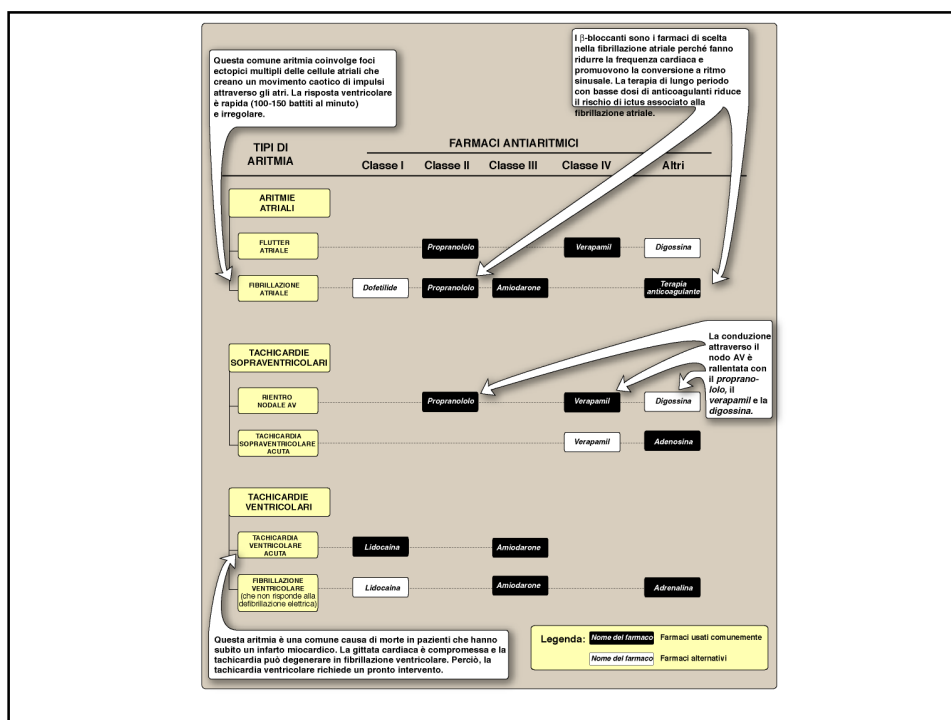 Questa comune aritmia coinvolge foci
ectopici multipli delle cellule atriali che
creano un movimento caotico di impulsi
attraverso gli atri. La risposta ventricolare
è rapida (100-150 battiti al minuto)
e irregolare.
I β-bloccanti sono i farmaci di scelta
nella fibrillazione atriale perché fanno
ridurre la frequenza cardiaca e
promuovono la conversione a ritmo
sinusale. La terapia di lungo periodo
con basse dosi di anticoagulanti riduce
il rischio di ictus associato alla
fibrillazione atriale.
TIPI DI
ARITMIA
FARMACI ANTIARITMICI
Classe I Classe II Classe III Classe IV Altri
ARITMIE
ATRIALI
FLUTTER
ATRIALE
Propranololo Verapamil Digossina
FIBRILLAZIONE
ATRIALE
Dofetilide Propranololo Amiodarone Terapia
anticoagulante
TACHICARDIE
SOPRAVENTRICOLARI
La conduzione
attraverso il
nodo AV è
rallentata con
il proprano-
lolo, il
verapamil e la
digossina.
RIENTRO
NODALE AV
Propranololo Verapamil Digossina
TACHICARDIA
SOPRAVENTRICOLARE
ACUTA
Verapamil Adenosina
TACHICARDIE
VENTRICOLARI
TACHICARDIA
VENTRICOLARE
ACUTA
Lidocaina Amiodarone
FIBRILLAZIONE
VENTRICOLARE
(che non risponde alla
defibrillazione elettrica)
Lidocaina Amiodarone Adrenalina
Questa aritmia è una comune causa di morte in pazienti che hanno
subito un infarto miocardico. La gittata cardiaca è compromessa e la
tachicardia può degenerare in fibrillazione ventricolare. Perciò, la
tachicardia ventricolare richiede un pronto intervento.
Legenda: Nome del farmaco Farmaci usati comunemente
Nome del farmaco Farmaci alternativi